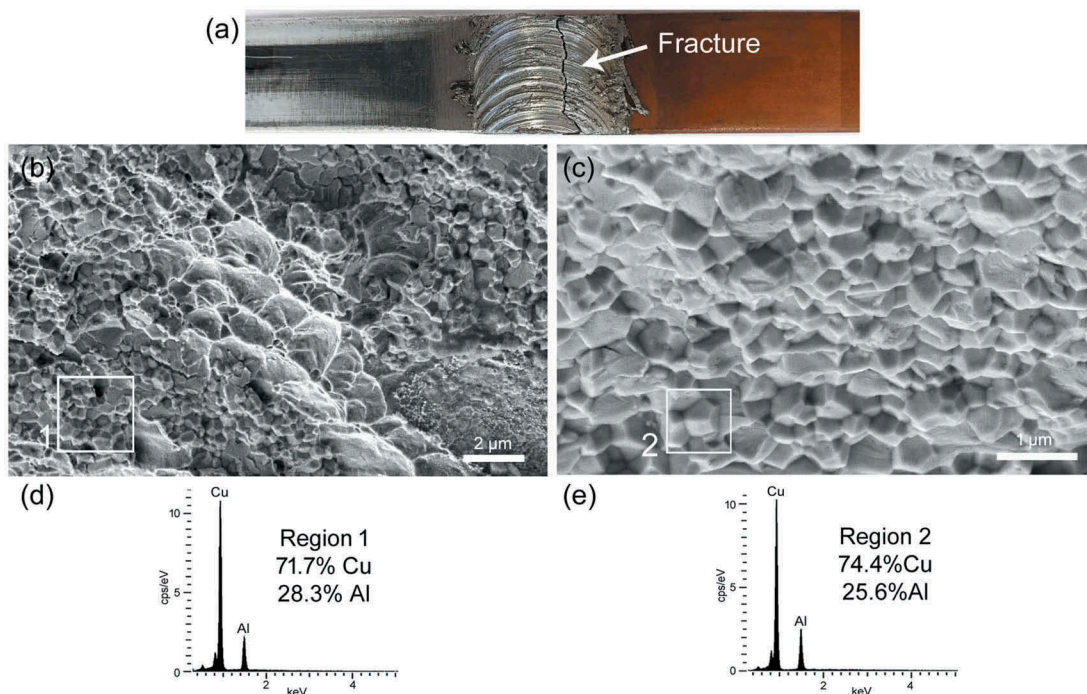 (a)
Fracture
(b)
1
2 µm
(c)
2
1 µm
(d)
Cu
10
Region 1
71.7% Cu
28.3% Al
cps/eV
5
Al
0
2
4
keV
(e)
Cu
10
Region 2
74.4%Cu
25.6%Al
cps/eV
5
Al
0
2
4
keV